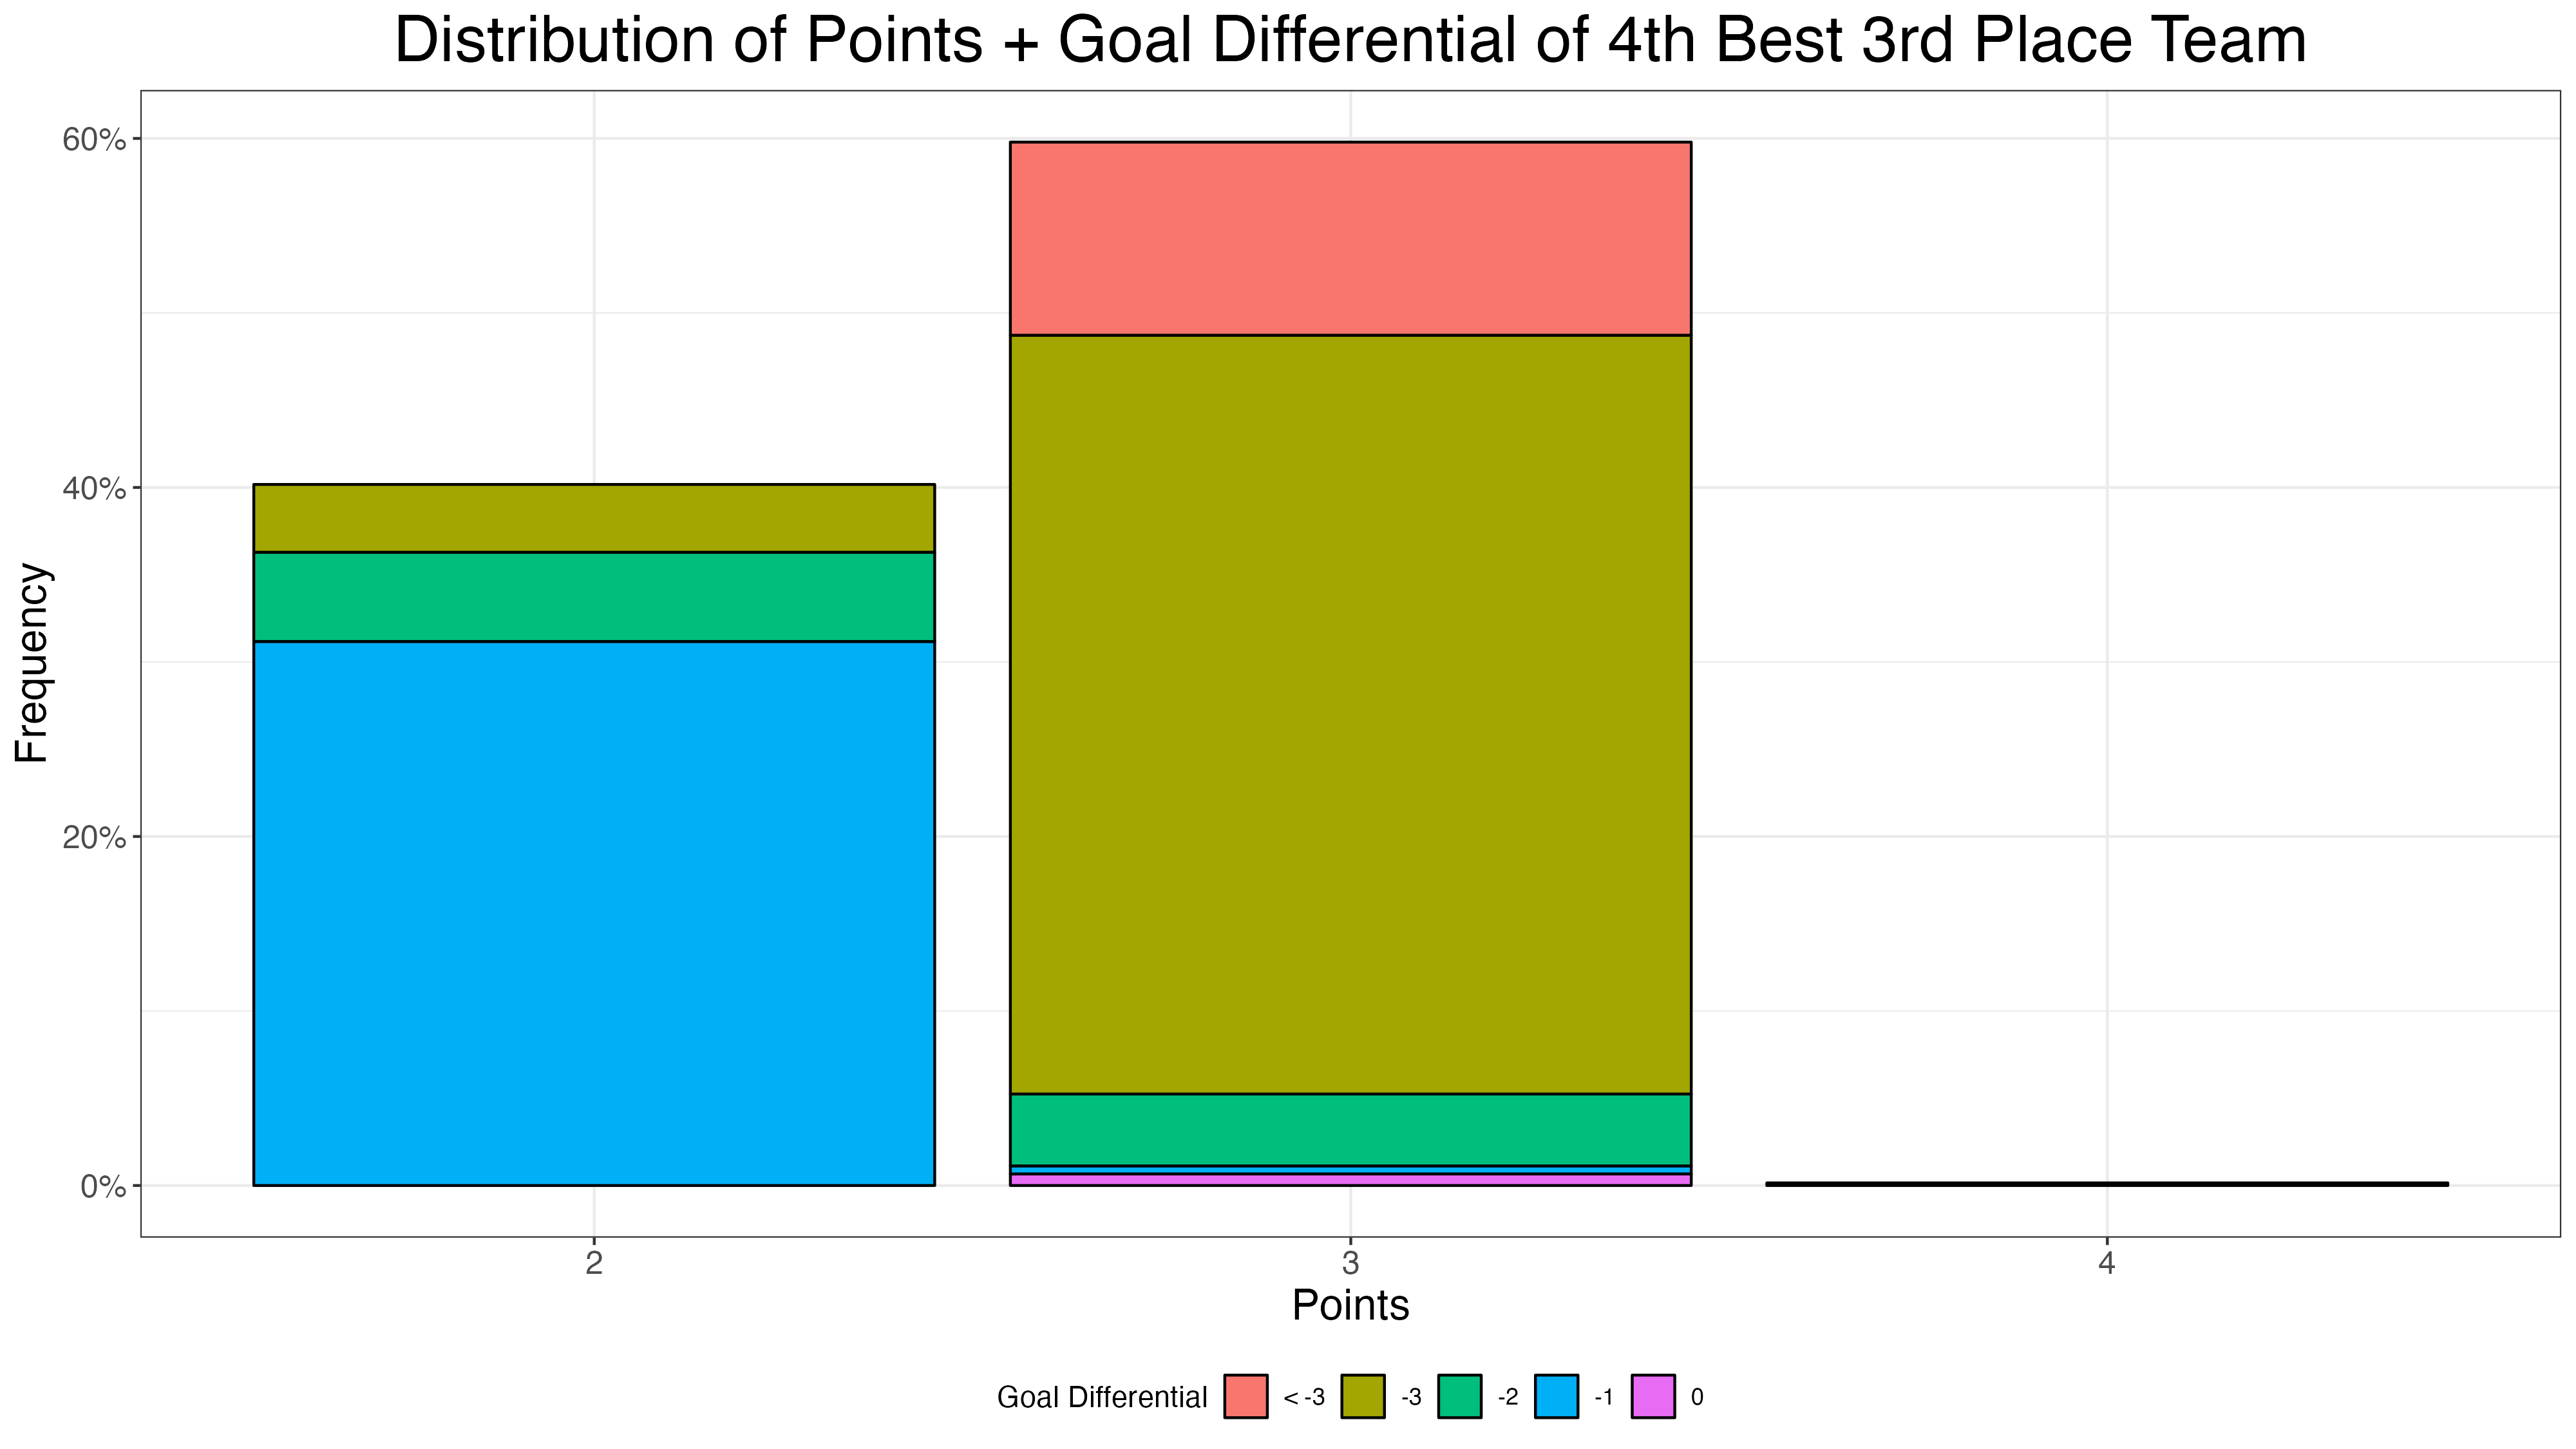 Distribution of Points + Goal Differential of 4th Best 3rd Place Team
60%
40%
20%
0%
Frequency
2 3 4
Points
Goal Differential < -3 -3 -2 -1 0